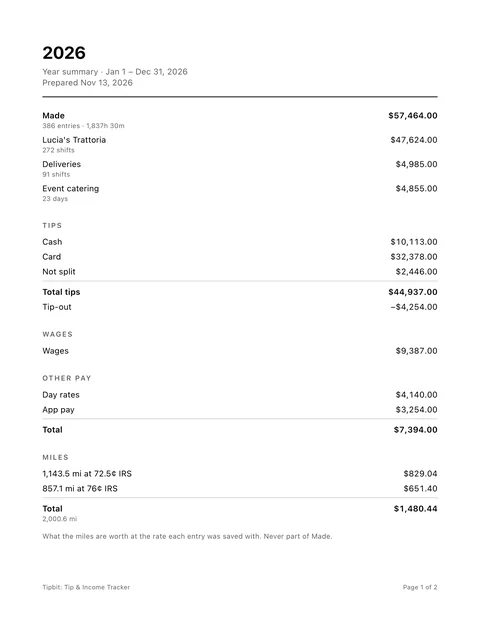 2026
Year summary · Jan 1 – Dec 31, 2026
Prepared Nov 13, 2026
Made $57,464.00
386 entries · 1,837h 30m
Lucia's Trattoria $47,624.00
272 shifts
Deliveries $4,985.00
91 shifts
Event catering $4,855.00
23 days
TIPS
Cash $10,113.00
Card $32,378.00
Not split $2,446.00
Total tips $44,937.00
Tip-out −$4,254.00
WAGES
Wages $9,387.00
OTHER PAY
Day rates $4,140.00
App pay $3,254.00
Total $7,394.00
MILES
1,143.5 mi at 72.5¢ IRS $829.04
857.1 mi at 76¢ IRS $651.40
Total $1,480.44
2,000.6 mi
What the miles are worth at the rate each entry was saved with. Never part of Made.
Tipbit: Tip & Income Tracker Page 1 of 2